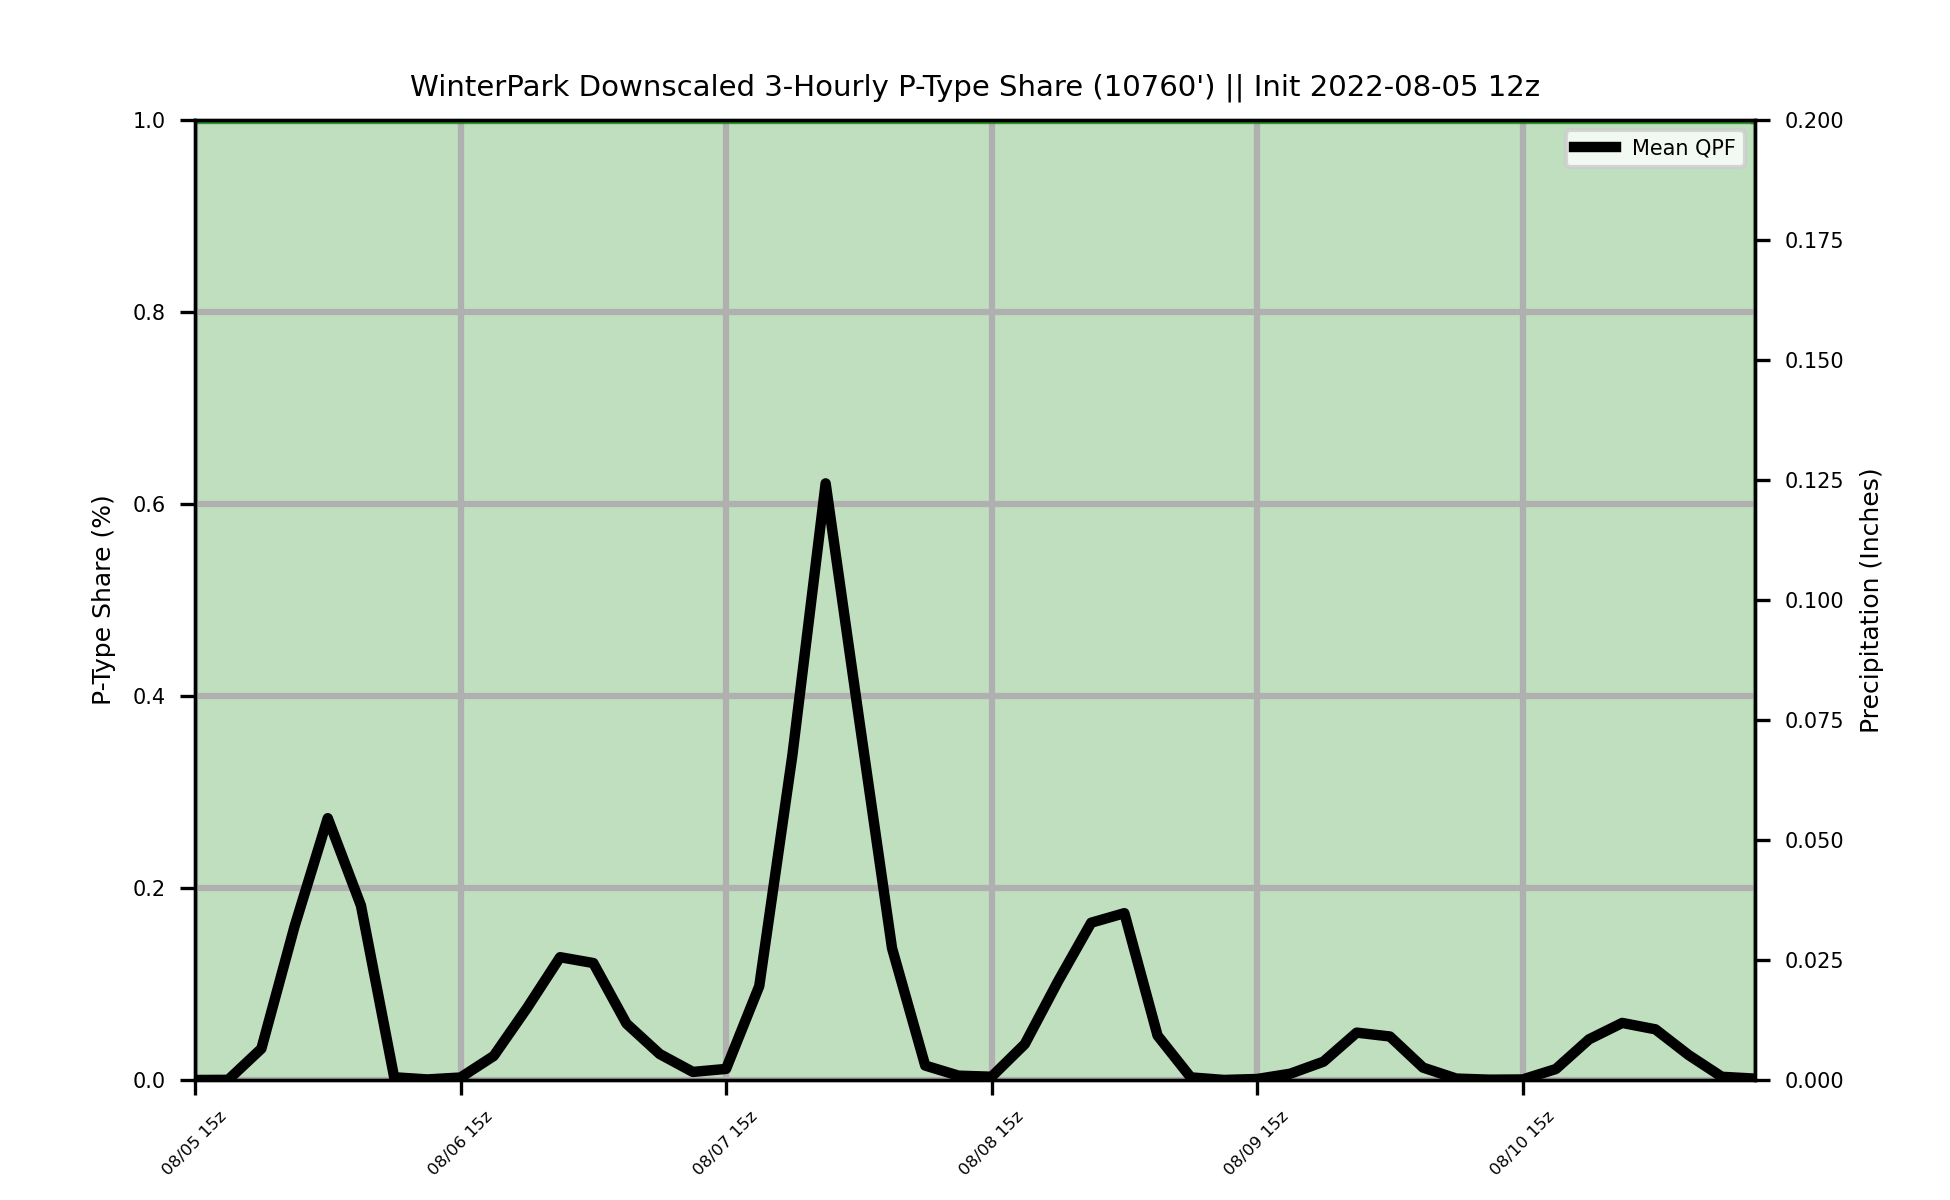 WinterPark Downscaled 3-Hourly P-Type Share (10760') || Init 2022-08-05 12z
1.0
0.8
0.6
0.4
0.2
0.0
P-Type Share (%)
Mean QPF
0.200
0.175
0.150
0.125
0.100
0.075
0.050
0.025
0.000
Precipitation (Inches)
08/05 15z
08/06 15z
08/07 15z
08/08 15z
08/09 15z
08/10 15z